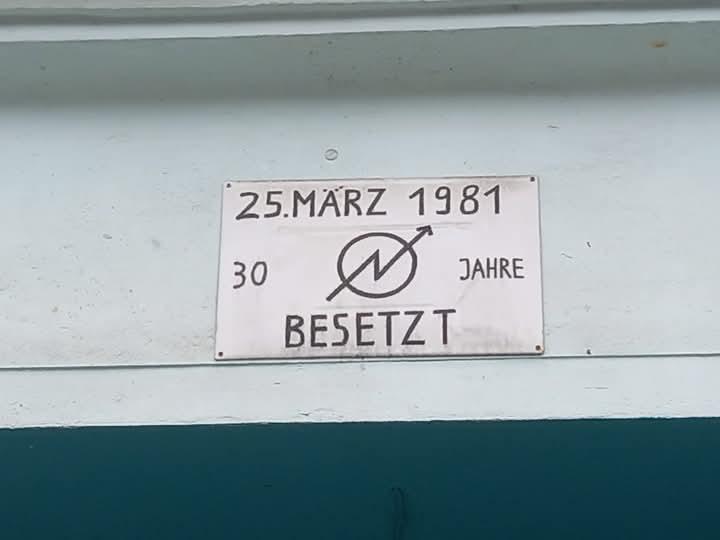 25.MÄRZ 1981
30 JAHRE
BESETZT